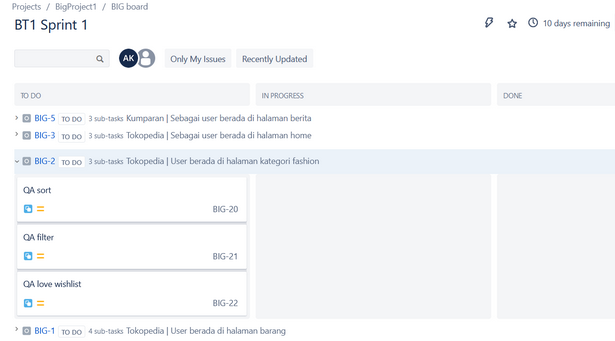 Projects / BigProject1 / BIG board
BT1 Sprint 1
10 days remaining
AK Only My Issues Recently Updated
TO DO IN PROGRESS DONE
BIG-5 TO DO 3 sub-tasks Kumparan | Sebagai user berada di halaman berita
BIG-3 TO DO 3 sub-tasks Tokopedia | Sebagai user berada di halaman home
BIG-2 TO DO 3 sub-tasks Tokopedia | User berada di halaman kategori fashion
QA sort
BIG-20
QA filter
BIG-21
QA love wishlist
BIG-22
BIG-1 TO DO 4 sub-tasks Tokopedia | User berada di halaman barang